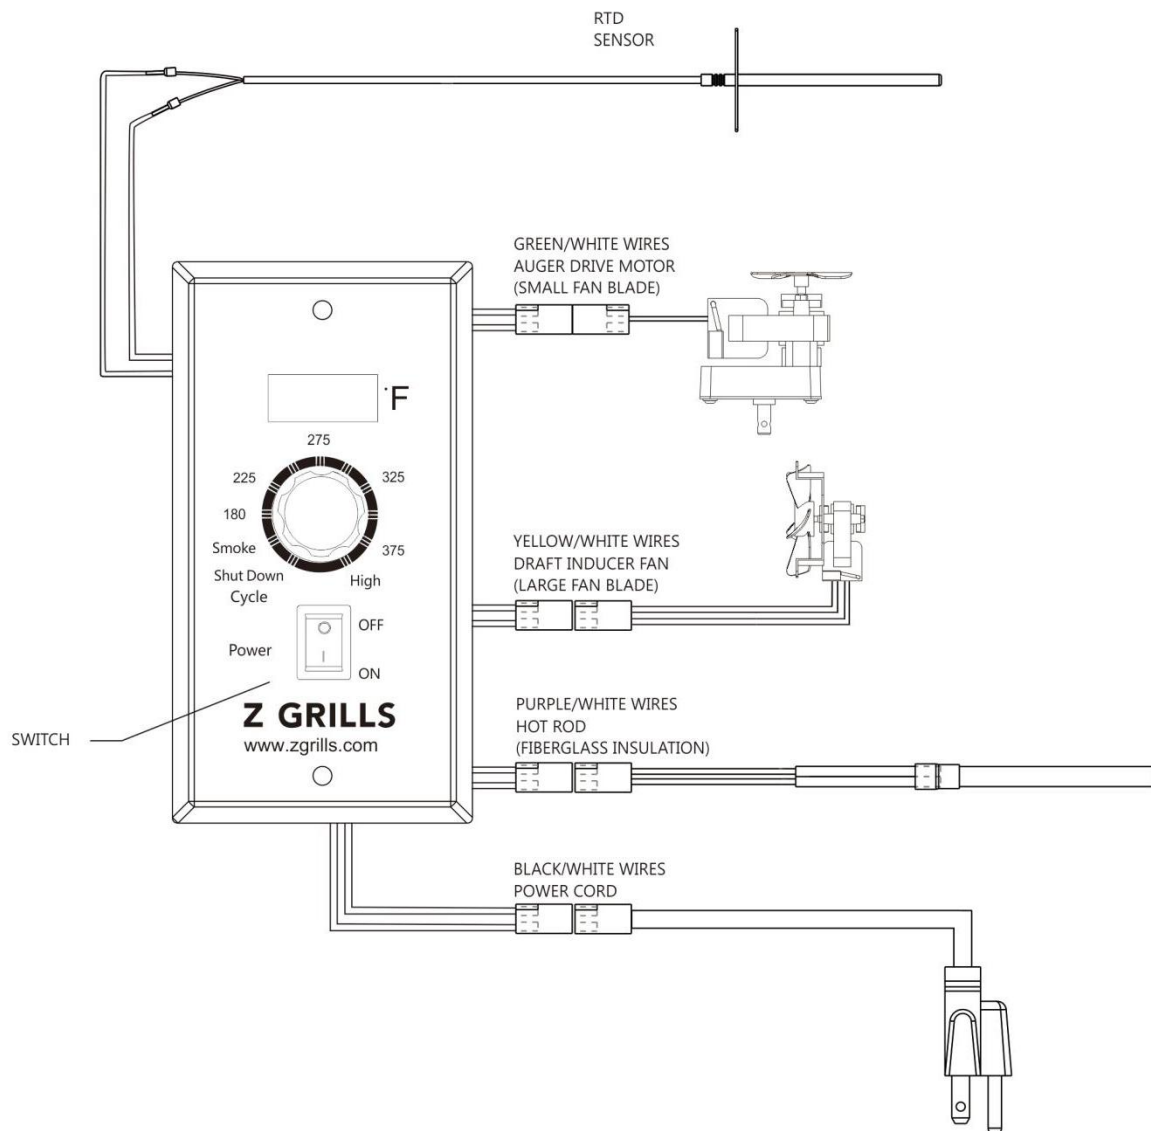 RTD
SENSOR
GREEN/WHITE WIRES
AUGER DRIVE MOTOR
(SMALL FAN BLADE)
°F
275
225
325
180
Smoke
375
Shut Down
Cycle
High
YELLOW/WHITE WIRES
DRAFT INDUCER FAN
(LARGE FAN BLADE)
OFF
Power
ON
SWITCH
Z GRILLS
www.zgrills.com
PURPLE/WHITE WIRES
HOT ROD
(FIBERGLASS INSULATION)
BLACK/WHITE WIRES
POWER CORD